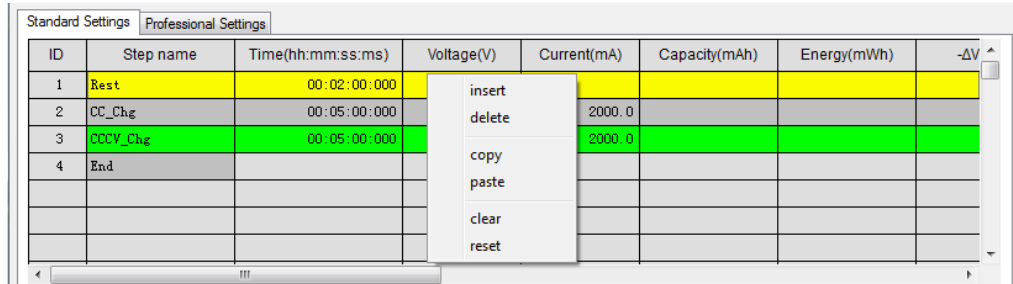 Standard Settings Professional Settings
ID Step name Time(hh:mm:ss:ms) Voltage(V) Current(mA) Capacity(mAh) Energy(mWh) -ΔV
1 Rest 00:02:00:000
2 CC_Chg 00:05:00:000 2000.0
3 CCCV_Chg 00:05:00:000 2000.0
4 End
insert
delete
copy
paste
clear
reset